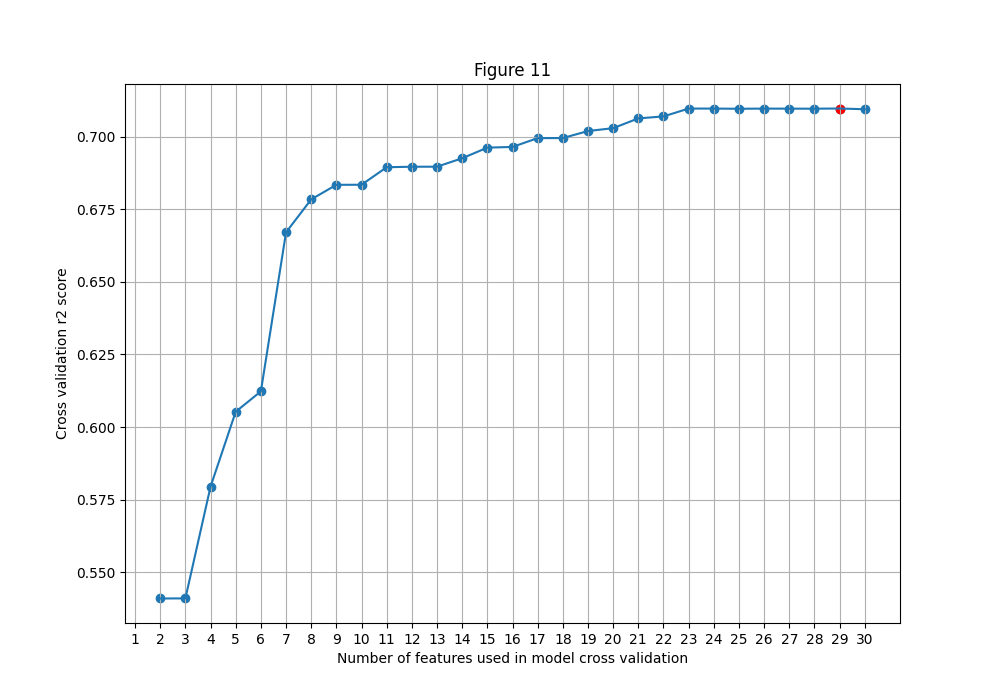 Figure 11
Cross validation r2 score
0.700
0.675
0.650
0.625
0.600
0.575
0.550
1 2 3 4 5 6 7 8 9 10 11 12 13 14 15 16 17 18 19 20 21 22 23 24 25 26 27 28 29 30
Number of features used in model cross validation